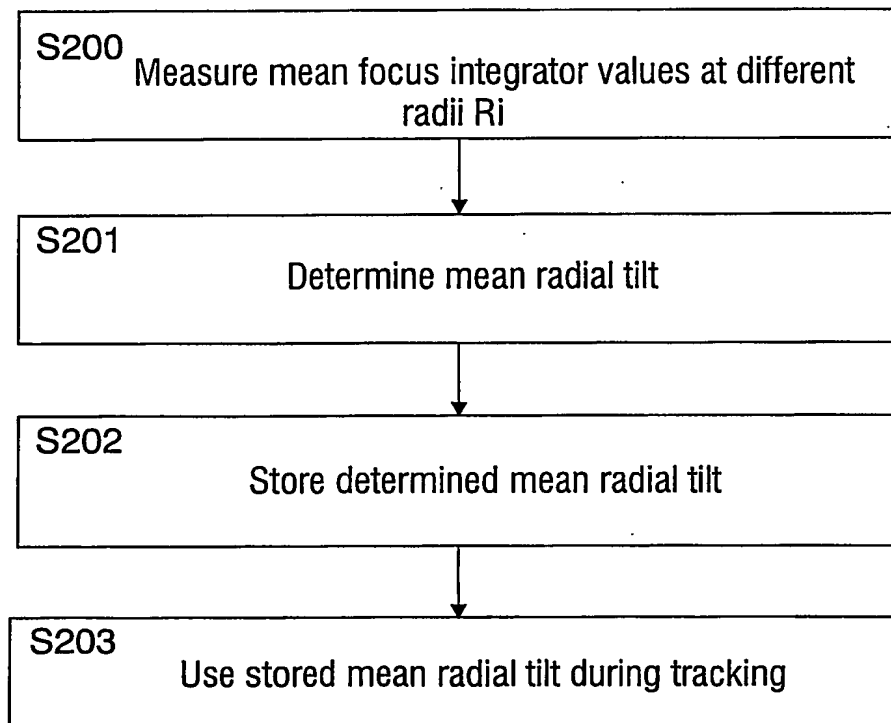 S200
Measure mean focus integrator values at different
radii Ri
S201
Determine mean radial tilt
S202
Store determined mean radial tilt
S203
Use stored mean radial tilt during tracking